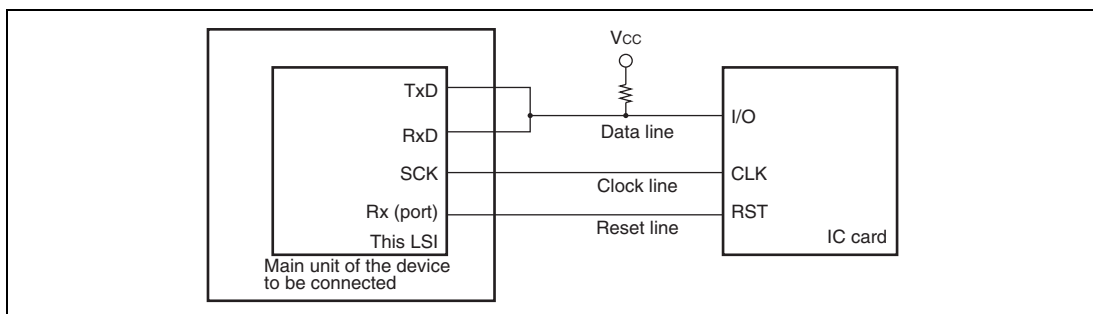 Vcc
TxD
RxD
SCK
Rx (port)
This LSI
Main unit of the device
to be connected
Data line
Clock line
Reset line
I/O
CLK
RST
IC card